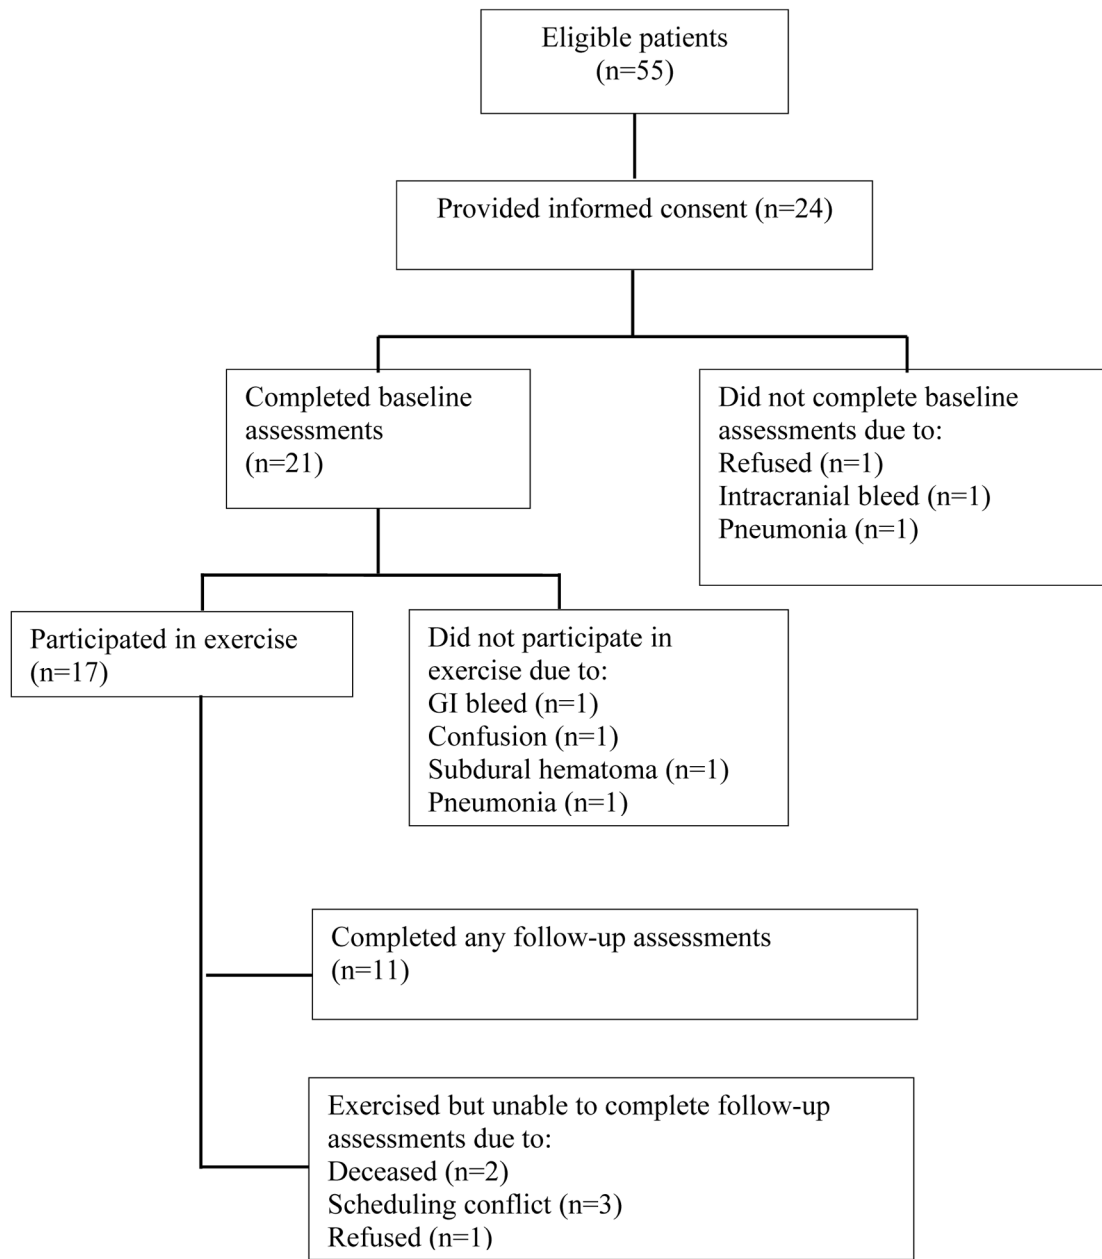 Eligible patients
(n=55)
Provided informed consent (n=24)
Completed baseline
assessments
(n=21)
Did not complete baseline
assessments due to:
Refused (n=1)
Intracranial bleed (n=1)
Pneumonia (n=1)
Participated in exercise
(n=17)
Did not participate in
exercise due to:
GI bleed (n=1)
Confusion (n=1)
Subdural hematoma (n=1)
Pneumonia (n=1)
Completed any follow-up assessments
(n=11)
Exercised but unable to complete follow-up
assessments due to:
Deceased (n=2)
Scheduling conflict (n=3)
Refused (n=1)